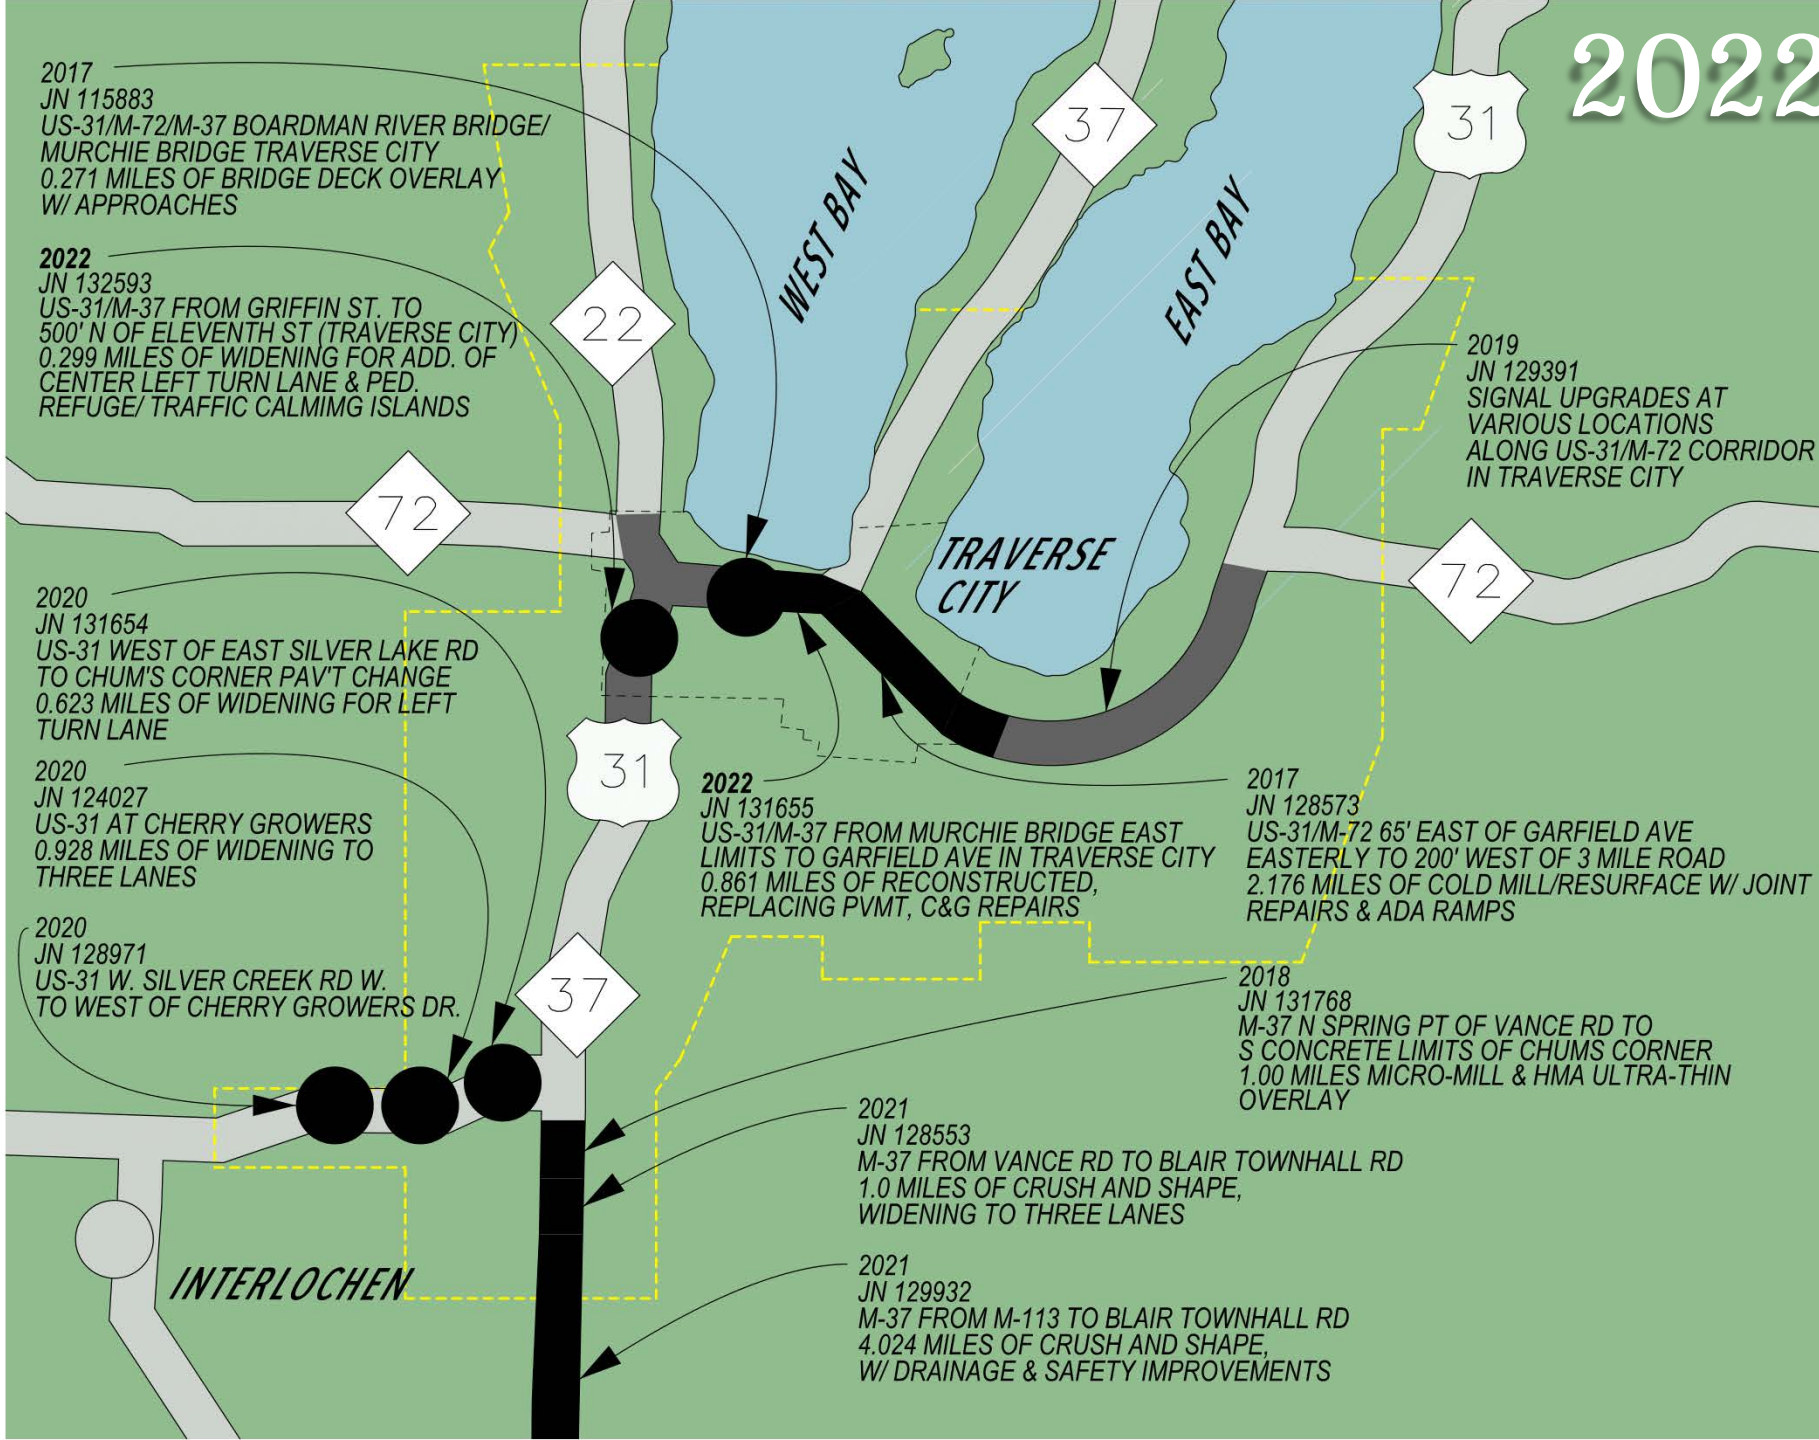 2022
2017
JN 115883
US-31/M-72/M-37 BOARDMAN RIVER BRIDGE/
MURCHIE BRIDGE TRAVERSE CITY
0.271 MILES OF BRIDGE DECK OVERLAY
W/ APPROACHES
37
31
WEST BAY
EAST BAY
2022
JN 132593
US-31/M-37 FROM GRIFFIN ST. TO
500' N OF ELEVENTH ST (TRAVERSE CITY)
0.299 MILES OF WIDENING FOR ADD. OF
CENTER LEFT TURN LANE & PED.
REFUGE/ TRAFFIC CALMIMG ISLANDS
22
2019
JN 129391
SIGNAL UPGRADES AT
VARIOUS LOCATIONS
ALONG US-31/M-72 CORRIDOR
IN TRAVERSE CITY
72
TRAVERSE
CITY
72
2020
JN 131654
US-31 WEST OF EAST SILVER LAKE RD
TO CHUM'S CORNER PAV'T CHANGE
0.623 MILES OF WIDENING FOR LEFT
TURN LANE
31
2020
JN 124027
US-31 AT CHERRY GROWERS
0.928 MILES OF WIDENING TO
THREE LANES
2022
JN 131655
US-31/M-37 FROM MURCHIE BRIDGE EAST
LIMITS TO GARFIELD AVE IN TRAVERSE CITY
0.861 MILES OF RECONSTRUCTED,
REPLACING PVMT, C&G REPAIRS
2017
JN 128573
US-31/M-72 65' EAST OF GARFIELD AVE
EASTERLY TO 200' WEST OF 3 MILE ROAD
2.176 MILES OF COLD MILL/RESURFACE W/ JOINT
REPAIRS & ADA RAMPS
2020
JN 128971
US-31 W. SILVER CREEK RD W.
TO WEST OF CHERRY GROWERS DR.
37
2018
JN 131768
M-37 N SPRING PT OF VANCE RD TO
S CONCRETE LIMITS OF CHUMS CORNER
1.00 MILES MICRO-MILL & HMA ULTRA-THIN
OVERLAY
2021
JN 128553
M-37 FROM VANCE RD TO BLAIR TOWNHALL RD
1.0 MILES OF CRUSH AND SHAPE,
WIDENING TO THREE LANES
INTERLOCHEN
2021
JN 129932
M-37 FROM M-113 TO BLAIR TOWNHALL RD
4.024 MILES OF CRUSH AND SHAPE,
W/ DRAINAGE & SAFETY IMPROVEMENTS